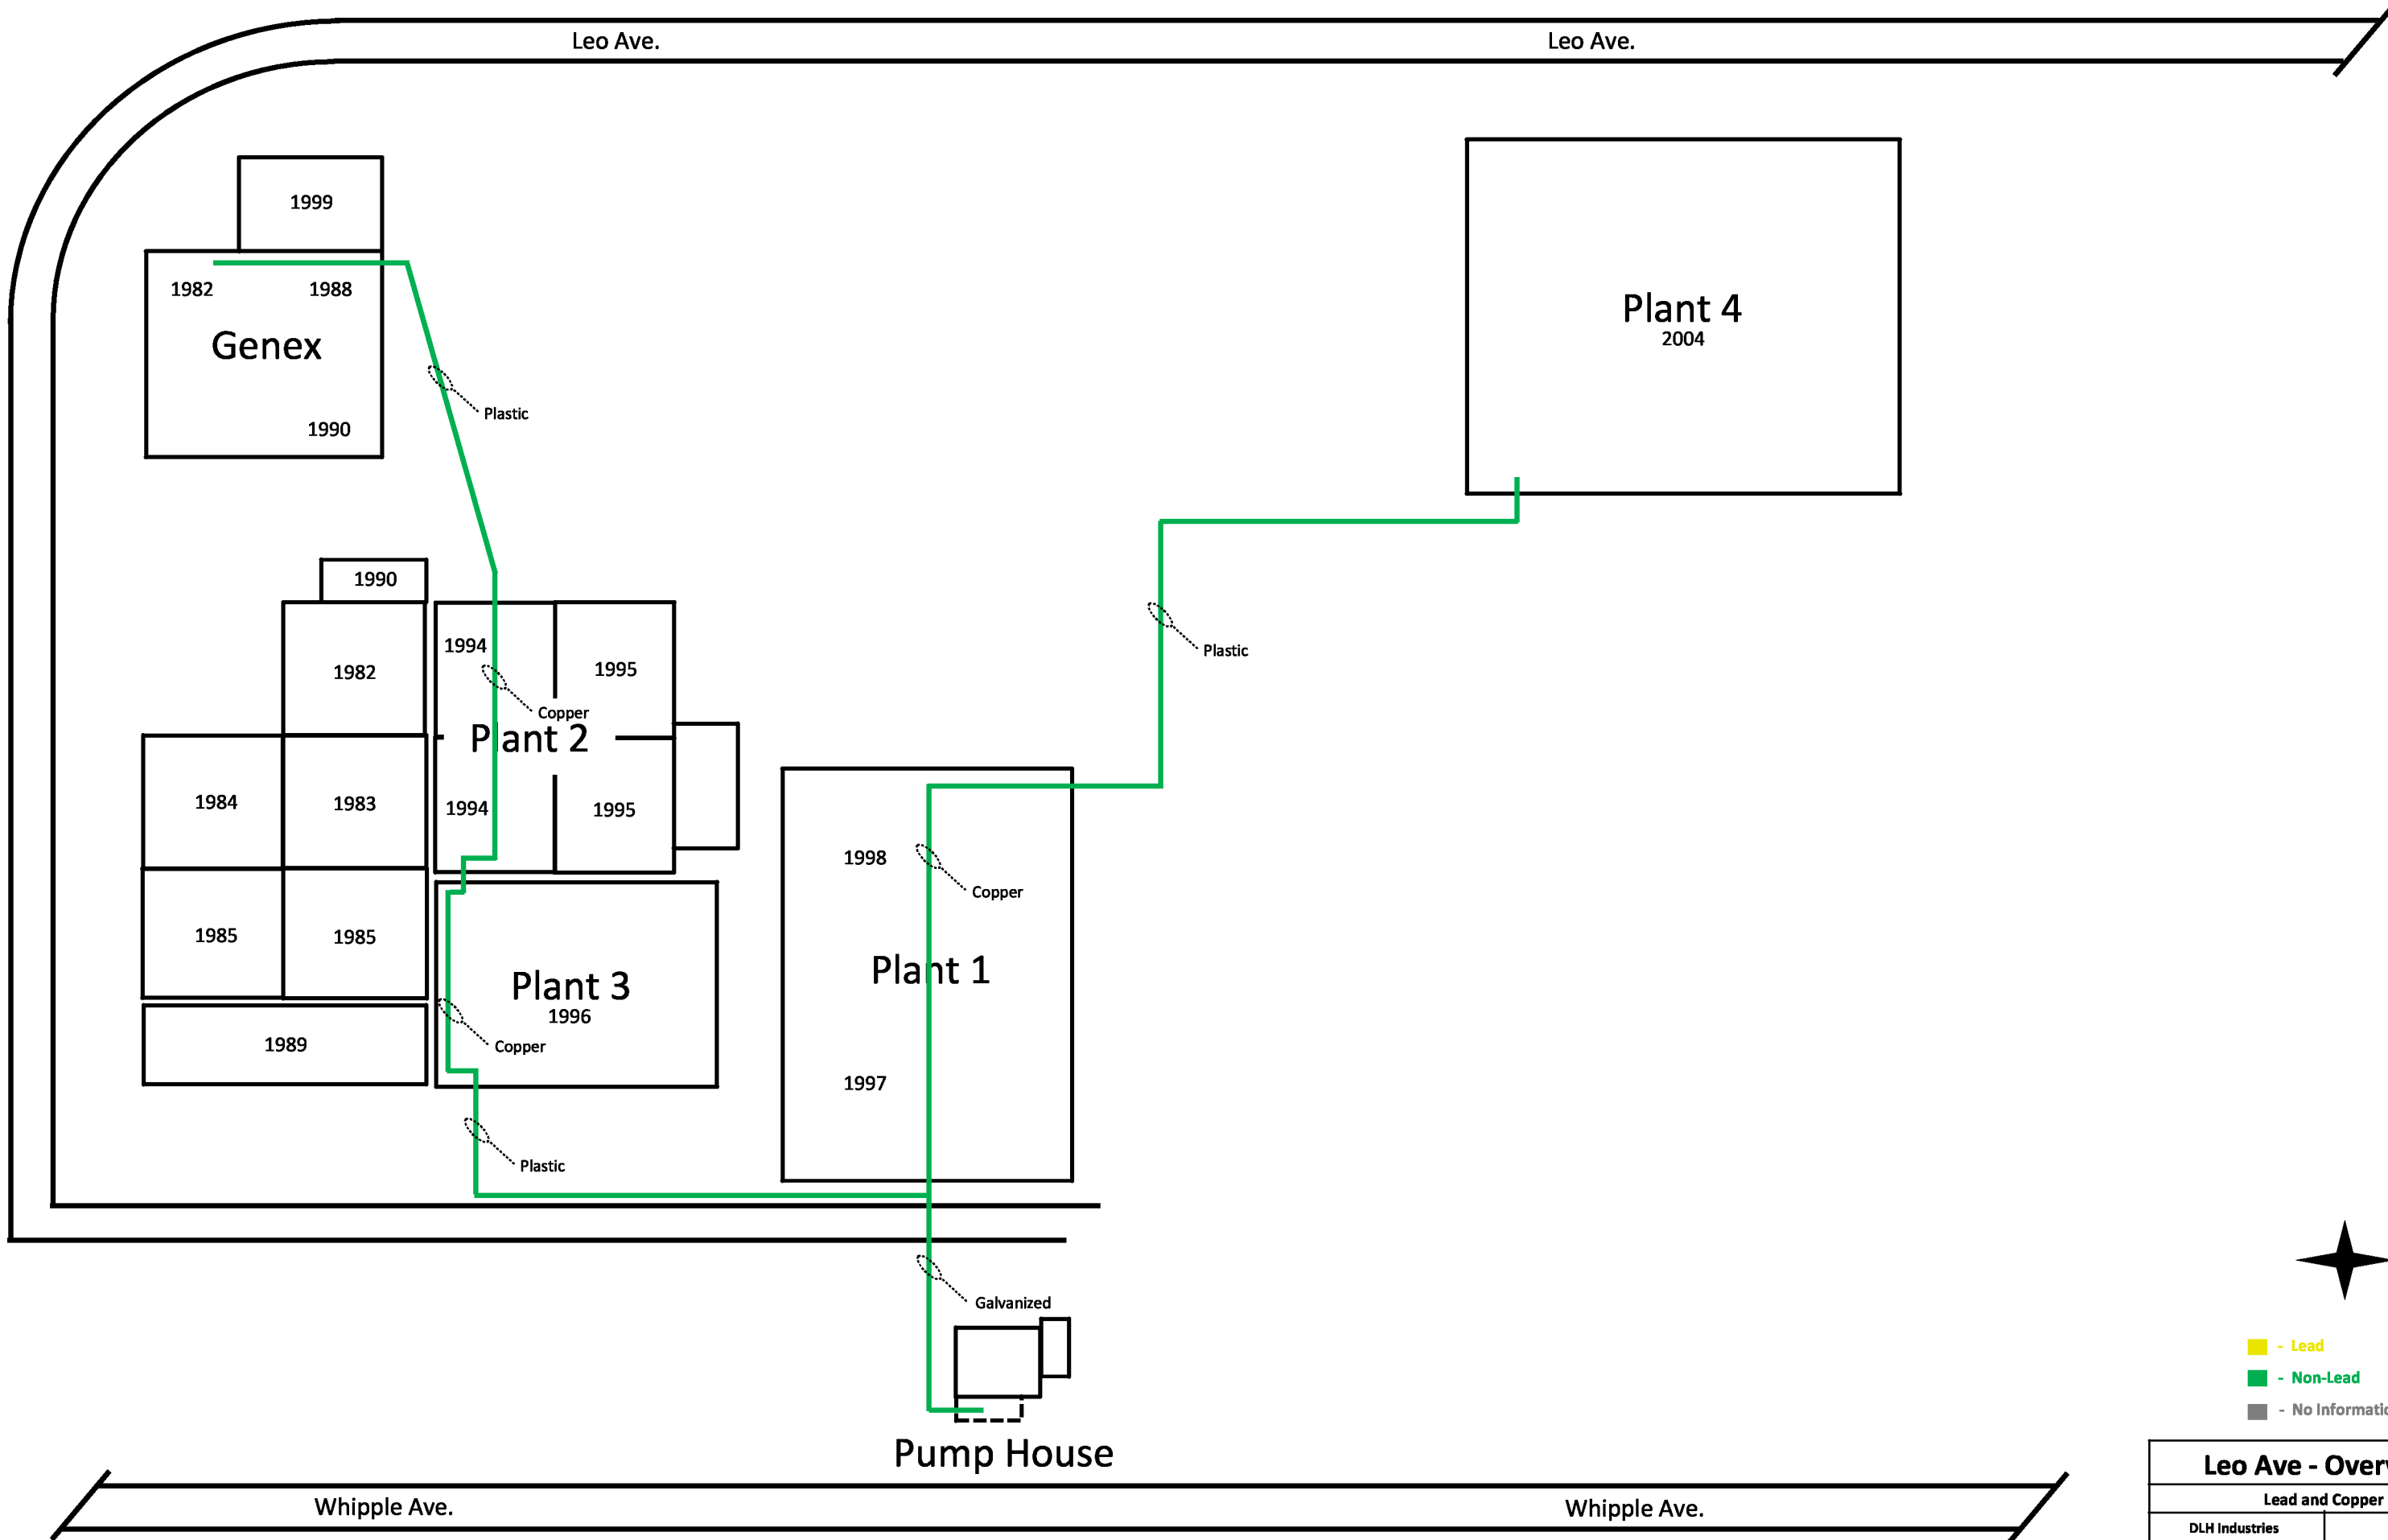 Leo Ave.
Leo Ave.
1999
1982
1988
Genex
1990
Plastic
Plant 4
2004
1990
1982
1994
1995
Copper
Plant 2
Plastic
1984
1983
1994
1995
1985
1985
1989
Plant 3
1996
Copper
Plastic
1998
Copper
Plant 1
1997
Galvanized
Pump House
- Lead
- Non-Lead
- No
Whipple Ave.
Whipple Ave.
Leo Ave -
Lead and Copper
DLH Industries